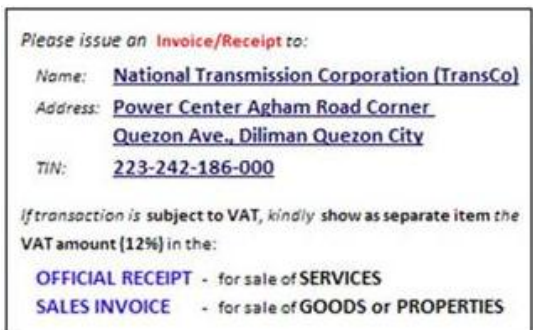 Please issue an Invoice/Receipt to:
Name: National Transmission Corporation (TransCo)
Address: Power Center Agham Road Corner
Quezon Ave., Diliman Quezon City
TIN: 223-242-186-000
If transaction is subject to VAT, kindly show as separate item the
VAT amount (12%) in the:
OFFICIAL RECEIPT - for sale of SERVICES
SALES INVOICE - for sale of GOODS or PROPERTIES